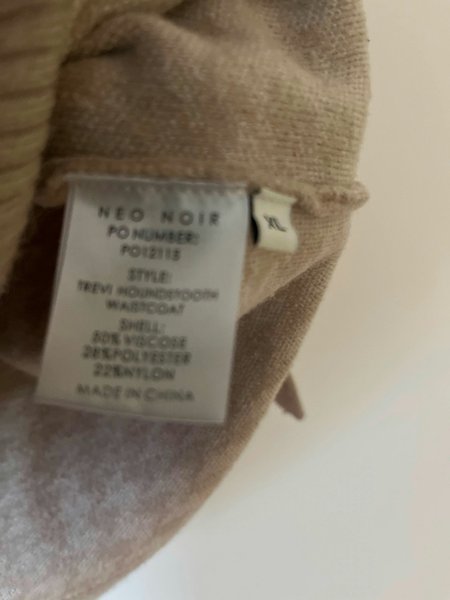 NEO NOIR
PO NUMBER:
PO12115
STYLE:
TREVI HOUNDSTOOTH
WAISTCOAT
SHELL:
50% VISCOSE
28%POLYESTER
22%NYLON
MADE IN CHINA
XL